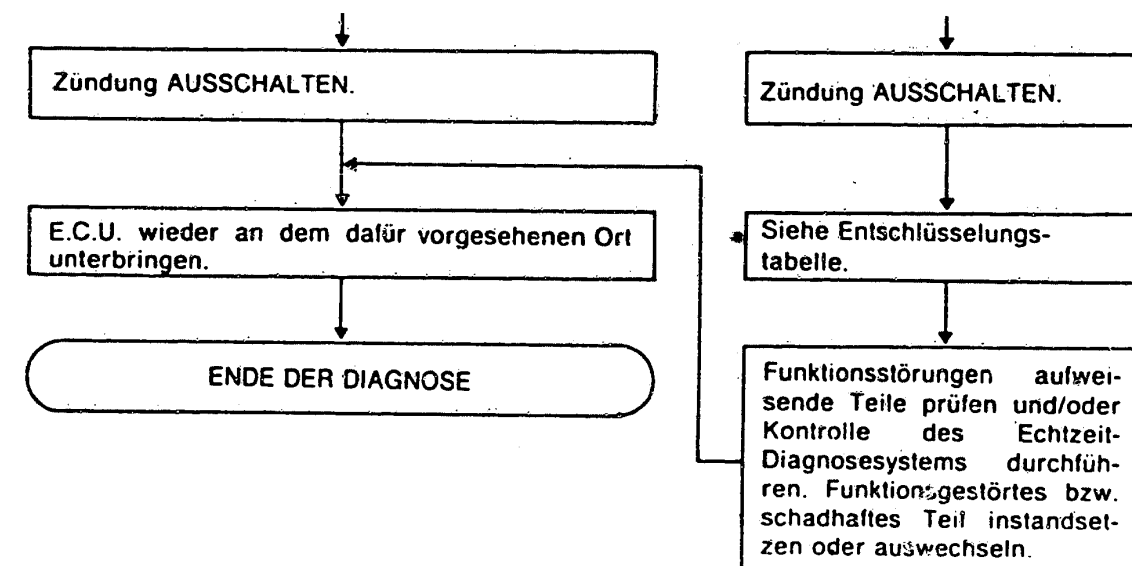 Zündung AUSSCHALTEN.
E.C.U. wieder an dem dafür vorgesehenen Ort
unterbringen.
ENDE DER DIAGNOSE
Zündung AUSSCHALTEN.
Siehe Entschlüsselungs-
tabelle.
Funktionsstörungen aufwei-
sende Teile prüfen und/oder
Kontrolle des Echtzeit-
Diagnosesystems durchfüh-
ren. Funktionsgestörtes bzw.
schadhaftes Teil instandset-
zen oder auswechseln.